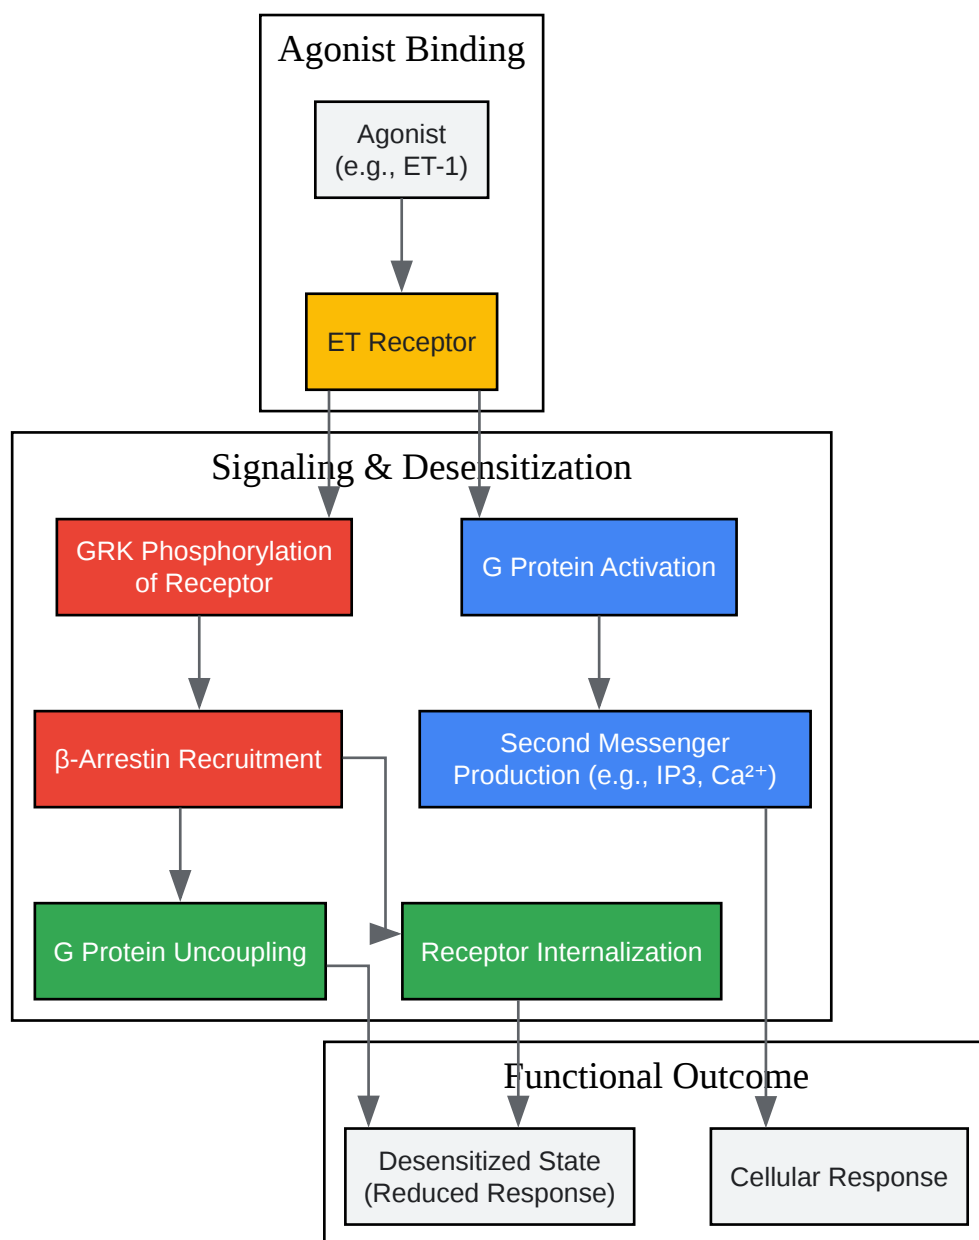 Agonist Binding
Agonist
(e.g., ET-1)
ET Receptor
Signaling & Desensitization
GRK Phosphorylation
of Receptor
G Protein Activation
β-Arrestin Recruitment
Second Messenger
Production (e.g., IP3, Ca²⁺)
G Protein Uncoupling
Receptor Internalization
Functional Outcome
Desensitized State
(Reduced Response)
Cellular Response